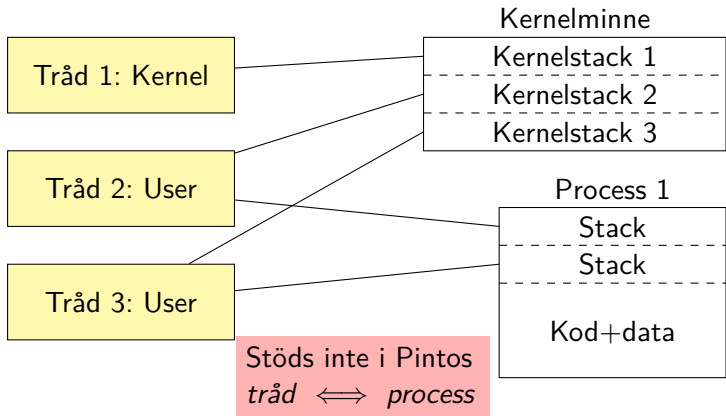 Kernelminne
Tråd 1: Kernel
Kernelstack 1
Kernelstack 2
Kernelstack 3
Tråd 2: User
Process 1
Stack
Stack
Tråd 3: User
Kod+data
Stöds inte i Pintos
tråd ⟺ process